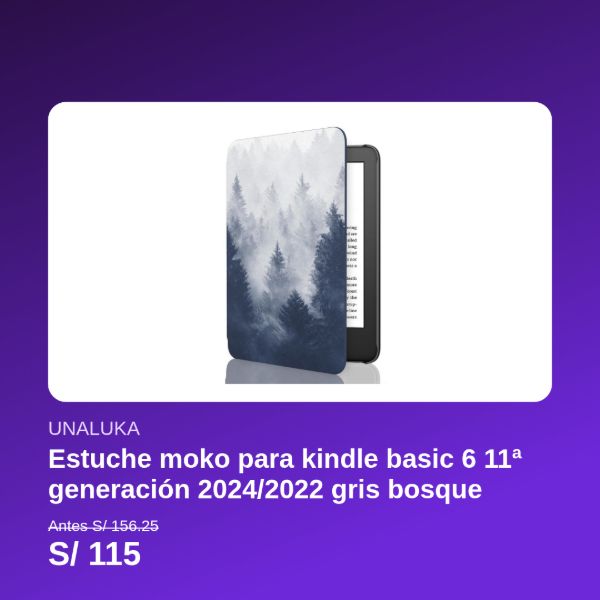 UNALUKA
Estuche moko para kindle basic 6 11ª
generación 2024/2022 gris bosque
Antes S/ 156.25
S/ 115